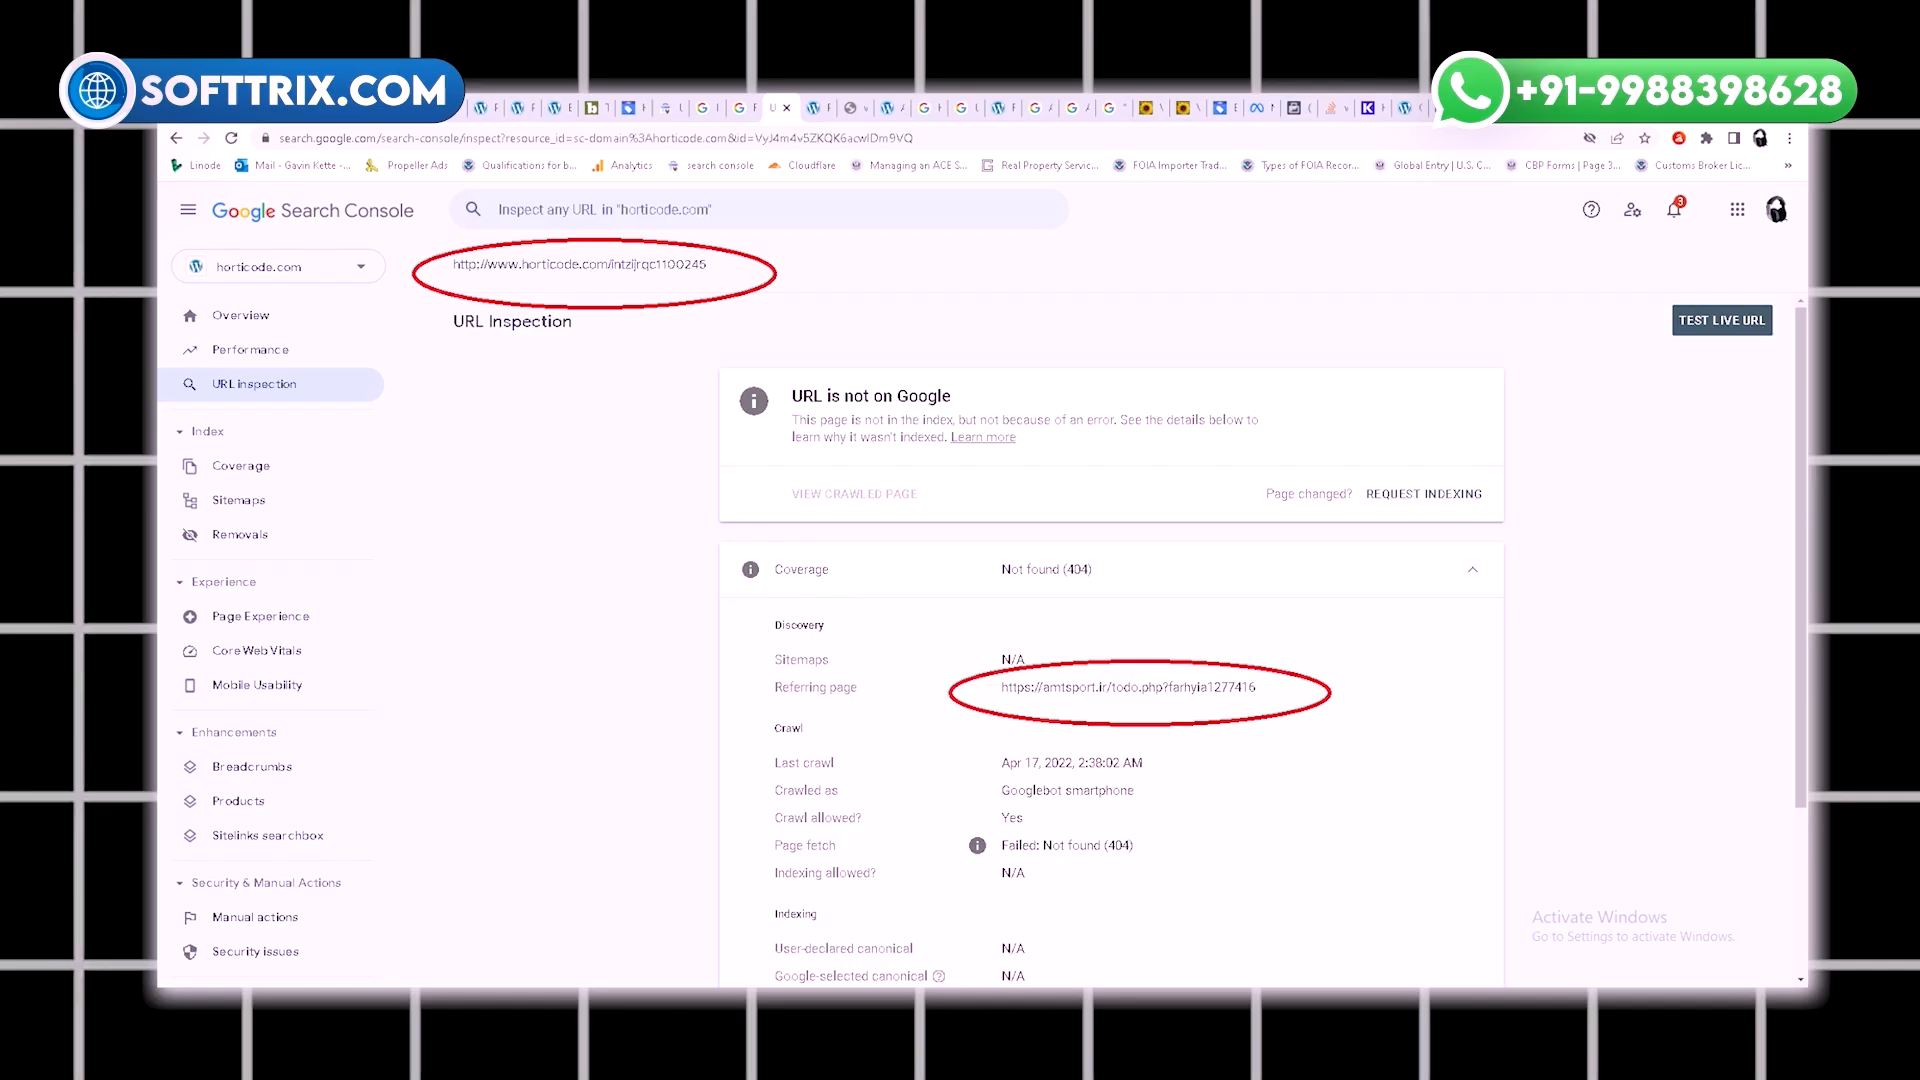 SOFTTRIX.COM
+91-9988398628
search.google.com/search-console/inspect?resource_id=sc-domain%3Ahorticode.com&id=VyJ4m4v5ZKQK6acwIDm9VQ
Linode
Mail - Gavin Kette -...
Propeller Ads
Qualifications for b...
Analytics
search console
Cloudflare
Managing an ACE S...
Real Property Servic...
FOIA Importer Trad...
Types of FOIA Recor...
Global Entry | U.S. C...
CBP Forms | Page 3...
Customs Broker Lic...
»
Google Search Console
Inspect any URL in "horticode.com"
3
horticode.com
http://www.horticode.com/intzijrqc1100245
URL Inspection
TEST LIVE URL
Overview
Performance
URL inspection
Index
Coverage
Sitemaps
Removals
Experience
Page Experience
Core Web Vitals
Mobile Usability
Enhancements
Breadcrumbs
Products
Sitelinks searchbox
Security & Manual Actions
Manual actions
Security issues
URL is not on Google
This page is not in the index, but not because of an error. See the details below to
learn why it wasn't indexed. Learn more
VIEW CRAWLED PAGE
Page changed? REQUEST INDEXING
Coverage Not found (404)
Discovery
Sitemaps N/A
Referring page https://amtsport.ir/todo.php?farhyia1277416
Crawl
Last crawl Apr 17, 2022, 2:38:02 AM
Crawled as Googlebot smartphone
Crawl allowed? Yes
Page fetch Failed: Not found (404)
Indexing allowed? N/A
Indexing
User-declared canonical N/A
Google-selected canonical N/A
Activate Windows
Go to Settings to activate Windows.